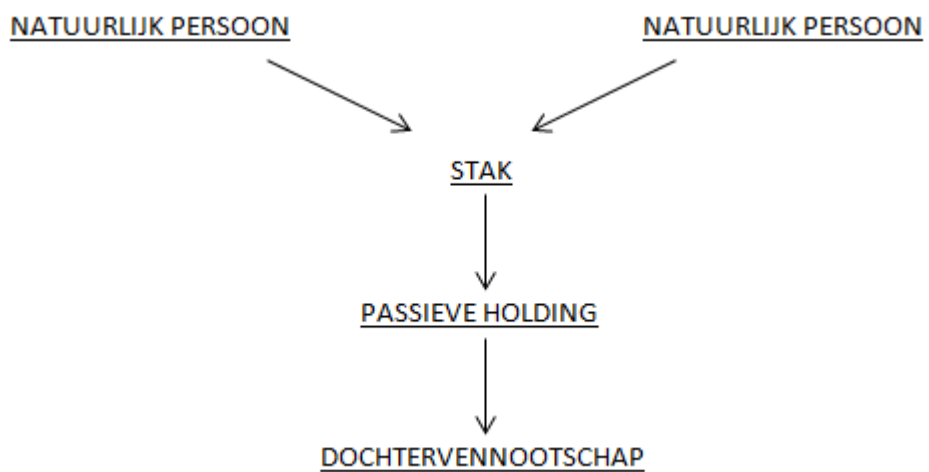 NATUURLIJK PERSOON NATUURLIJK PERSOON
STAK
PASSIEVE HOLDING
DOCHTERVENNOOTSCHAP